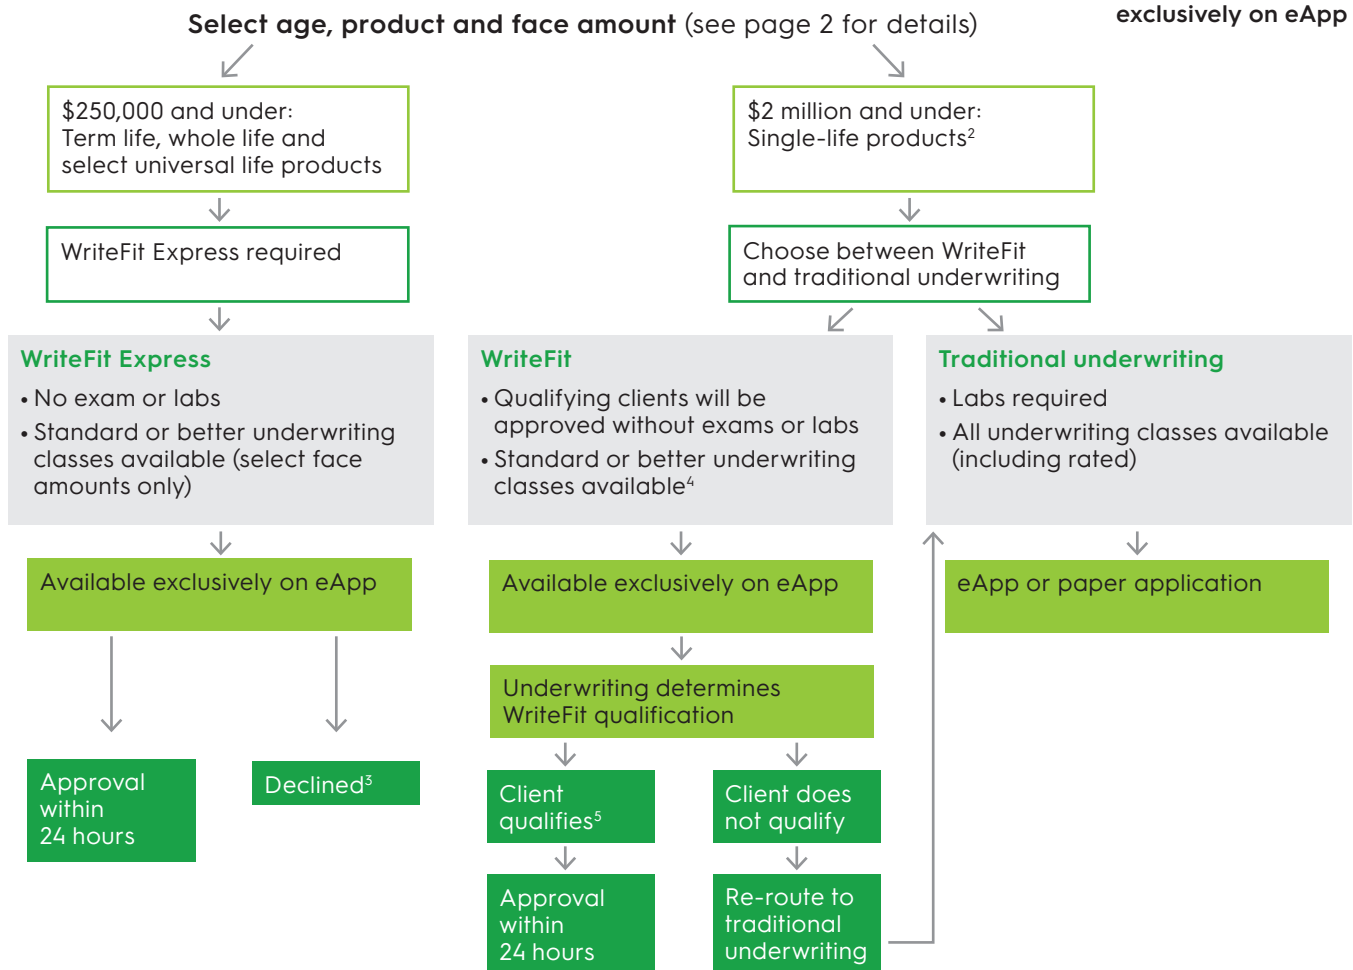 exclusively on eApp
Select age, product and face amount (see page 2 for details)
$250,000 and under:
Term life, whole life and
select universal life products
$2 million and under:
Single-life products²
WriteFit Express required
Choose between WriteFit
and traditional underwriting
WriteFit Express
• No exam or labs
• Standard or better underwriting
classes available (select face
amounts only)
WriteFit
• Qualifying clients will be
approved without exams or labs
• Standard or better underwriting
classes available⁴
Traditional underwriting
• Labs required
• All underwriting classes available
(including rated)
Available exclusively on eApp
Available exclusively on eApp
eApp or paper application
Underwriting determines
WriteFit qualification
Approval
within
24 hours
Declined³
Client
qualifies⁵
Client does
not qualify
Approval
within
24 hours
Re-route to
traditional
underwriting